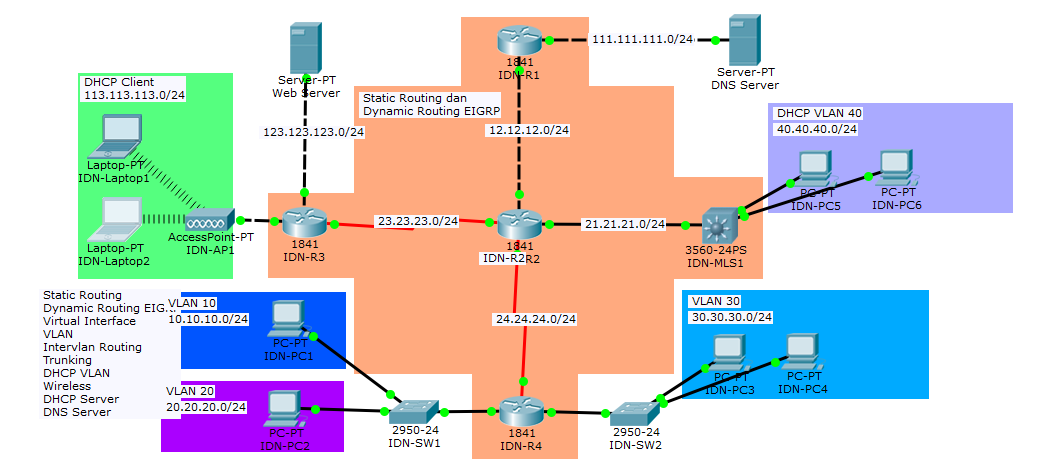 1841
IDN-R1
111.111.111.0/24
Server-PT
DNS Server
Server-PT
Web Server
123.123.123.0/24
DHCP Client
113.113.113.0/24
Laptop-PT
IDN-Laptop1
Laptop-PT
IDN-Laptop2
AccessPoint-PT
IDN-AP1
Static Routing dan
Dynamic Routing EIGRP
12.12.12.0/24
DHCP VLAN 40
40.40.40.0/24
PC-PT
IDN-PC5
PC-PT
IDN-PC6
1841
IDN-R3
23.23.23.0/24
1841
IDN-R2
21.21.21.0/24
3560-24PS
IDN-MLS1
Static Routing
Dynamic Routing
Virtual Interface
VLAN
Intervlan Routing
Trunking
DHCP VLAN
Wireless
DHCP Server
DNS Server
VLAN 10
10.10.10.0/24
PC-PT
IDN-PC1
VLAN 20
20.20.20.0/24
PC-PT
IDN-PC2
24.24.24.0/24
VLAN 30
30.30.30.0/24
PC-PT
IDN-PC3
PC-PT
IDN-PC4
2950-24
IDN-SW1
1841
IDN-R4
2950-24
IDN-SW2